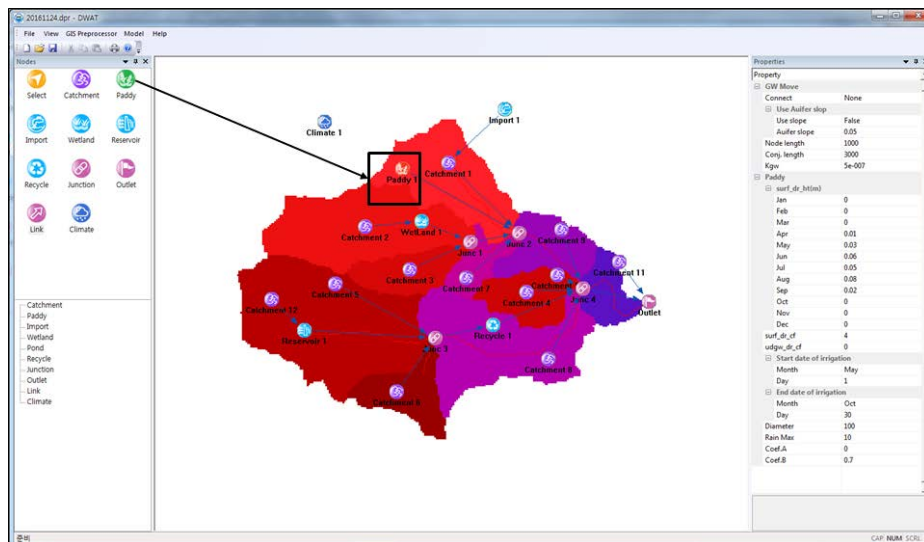 20161124.dpr - DWAT
File View GIS Preprocessor Model Help
Nodes
Select Catchment Paddy
Import Wetland Reservoir
Recycle Junction Outlet
Link Climate
Catchment
Paddy
Import
Wetland
Pond
Recycle
Junction
Outlet
Link
Climate
Climate 1
Import 1
Paddy 1
Catchment 1
Catchment 2
WetLand 1
Junc 1
Junc 2
Catchment 3
Catchment 5
Catchment 7
Catchment 4
Catchment
Junc 4
Catchment 11
Outlet
Catchment 12
Reservoir 1
Junc 3
Recycle 1
Properties
Property
GW Move
Connect None
Use Auifer slop
Use slope False
Auifer slope 0.05
Node length 1000
Conj. length 3000
Kgw 5e-007
Paddy
surf_dr_ht(m)
Jan 0
Feb 0
Mar 0
Apr 0.01
May 0.03
Jun 0.06
Jul 0.05
Aug 0.08
Sep 0.02
Oct 0
Nov 0
Dec 0
surf_dr_cf 4
udgw_dr_cf 0
Start date of irrigation
Month May
Day 1
End date of irrigation
Month Oct
Day 30
Diameter 100
Rain Max 10
Coef.A 0
Coef.B 0.7
준비
CAP NUM SCRL